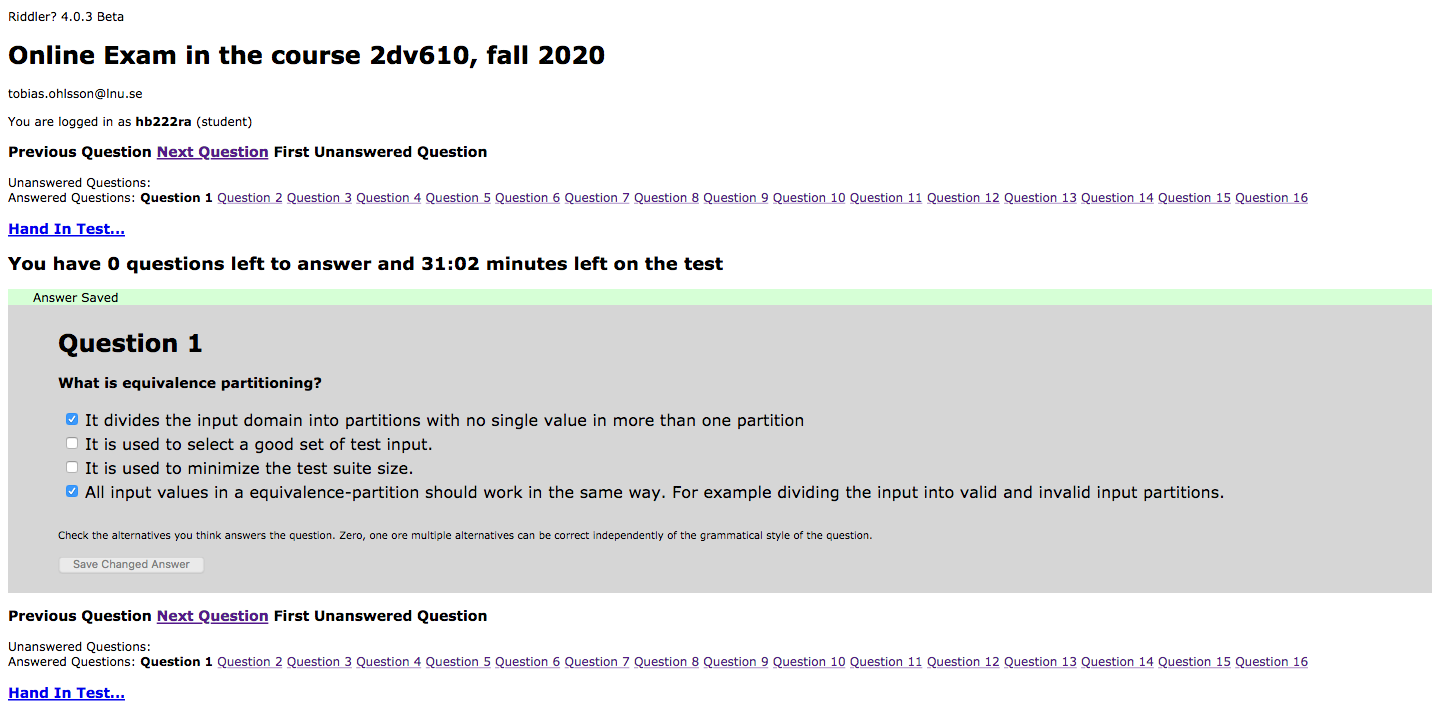 Riddler? 4.0.3 Beta
Online Exam in the course 2dv610, fall 2020
tobias.ohlsson@lnu.se
You are logged in as hb222ra (student)
Previous Question Next Question First Unanswered Question
Unanswered Questions:
Answered Questions: Question 1 Question 2 Question 3 Question 4 Question 5 Question 6 Question 7 Question 8 Question 9 Question 10 Question 11 Question 12 Question 13 Question 14 Question 15 Question 16
Hand In Test...
You have 0 questions left to answer and 31:02 minutes left on the test
Answer Saved
Question 1
What is equivalence partitioning?
It divides the input domain into partitions with no single value in more than one partition
It is used to select a good set of test input.
It is used to minimize the test suite size.
All input values in a equivalence-partition should work in the same way. For example dividing the input into valid and invalid input partitions.
Check the alternatives you think answers the question. Zero, one ore multiple alternatives can be correct independently of the grammatical style of the question.
Save Changed Answer
Previous Question Next Question First Unanswered Question
Unanswered Questions:
Answered Questions: Question 1 Question 2 Question 3 Question 4 Question 5 Question 6 Question 7 Question 8 Question 9 Question 10 Question 11 Question 12 Question 13 Question 14 Question 15 Question 16
Hand In Test...